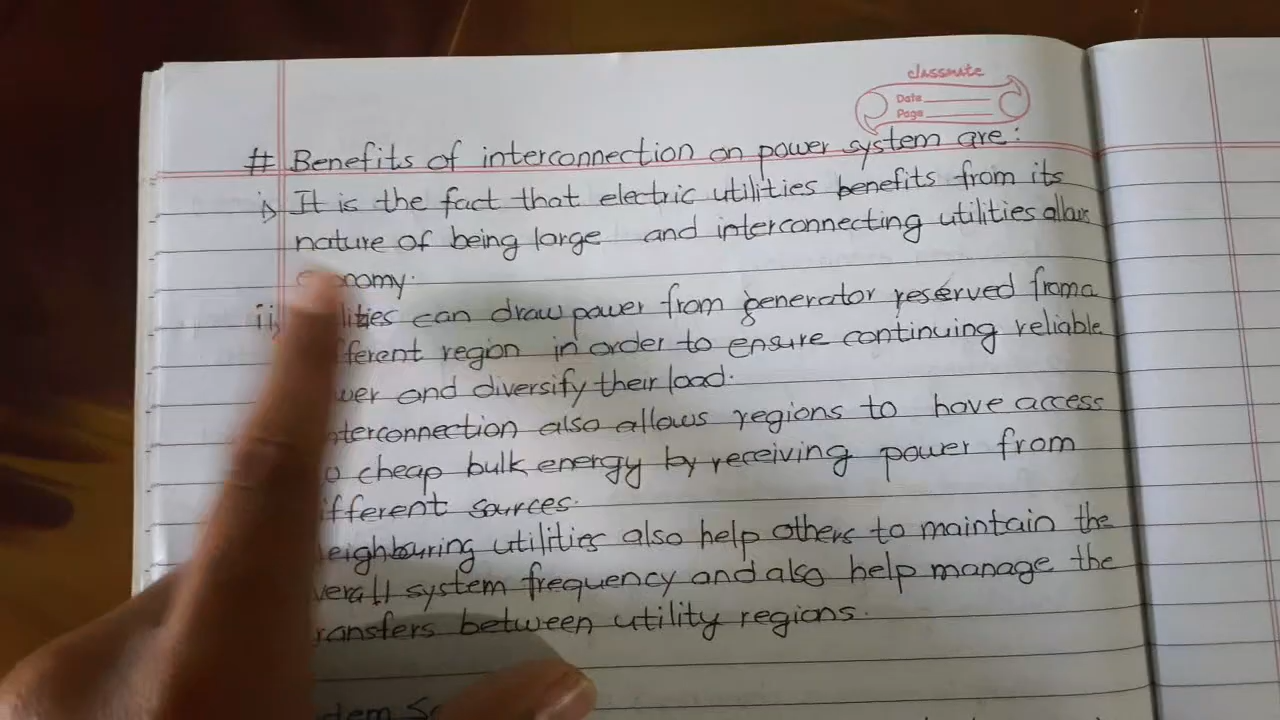 classmate
Date
Page
# Benefits of interconnection on power system are:
i) It is the fact that electric utilities benefits from its
nature of being large and interconnecting utilities allows
economy.
ii) can draw power from generator reserved from a
region in order to ensure continuing reliable
and diversify their load.
also allows regions to have access
cheap bulk energy by receiving power from
sources.
utilities also help others to maintain the
system frequency and also help manage the
between utility regions.